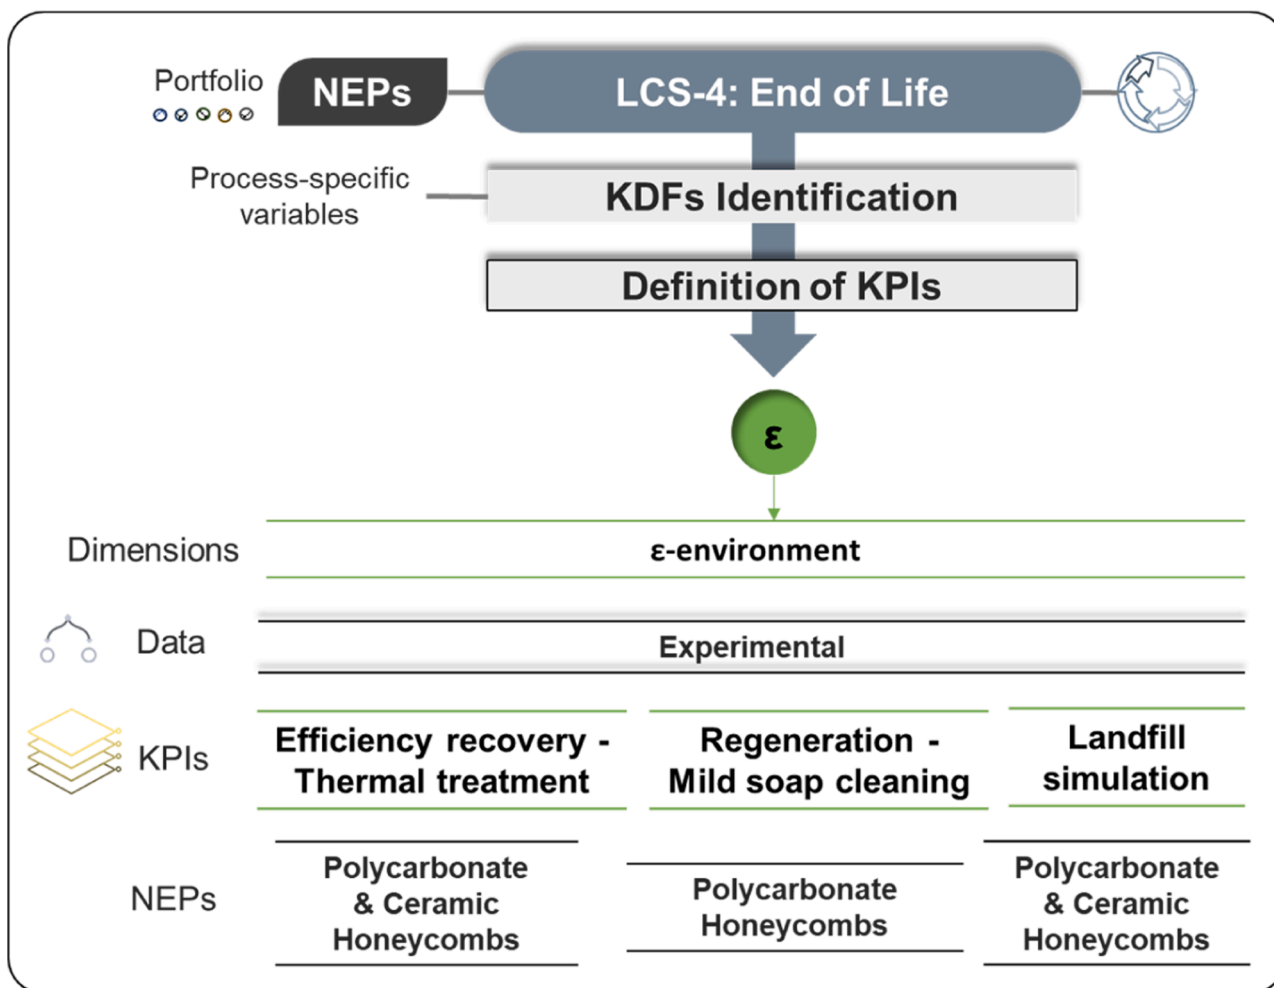 Portfolio
NEPs
LCS-4: End of Life
Process-specific
variables
KDFs Identification
Definition of KPIs
ε
Dimensions
ε-environment
Data
Experimental
KPIs
Efficiency recovery -
Thermal treatment
Regeneration -
Mild soap cleaning
Landfill
simulation
NEPs
Polycarbonate
& Ceramic
Honeycombs
Polycarbonate
Honeycombs
Polycarbonate
& Ceramic
Honeycombs